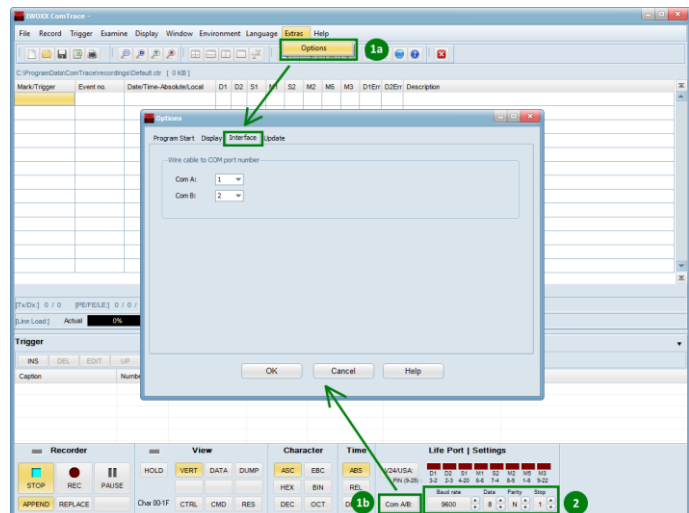 IWOXX ComTrace -
File Record Trigger Examine Display Window Environment Language Extras Help
Options
1a
C:\ProgramData\ComTrace\recordings\Default.ctr [ 0 KB ]
Mark/Trigger Event no. Date/Time-Absolute/Local D1 D2 S1 M1 S2 M2 M5 M3 D1Err D2Err Description
Options
Program Start Display Interface Update
Wire cable to COM port number
Com A: 1
Com B: 2
[Tx/Dx:] 0 / 0 [PE/FE/LE:] 0 / 0 /
[Line Load:] Actual 0%
Trigger
INS DEL EDIT UP
Caption
OK Cancel Help
Recorder View Character Time Life Port | Settings
STOP REC PAUSE
HOLD VERT DATA DUMP
ASC EBC
ABS
V24/USA:
PIN (9-25)
D1 D2 S1 M1 S2 M2 M5 M3
3-2 2-3 4-20 6-6 7-4 8-5 1-8 9-22
HEX BIN
REL
Baud rate Data Parity Stop
APPEND REPLACE
Char 00-1F CTRL CMD RES
DEC OCT
1b
Com A/B:
9600 8 N 1
2